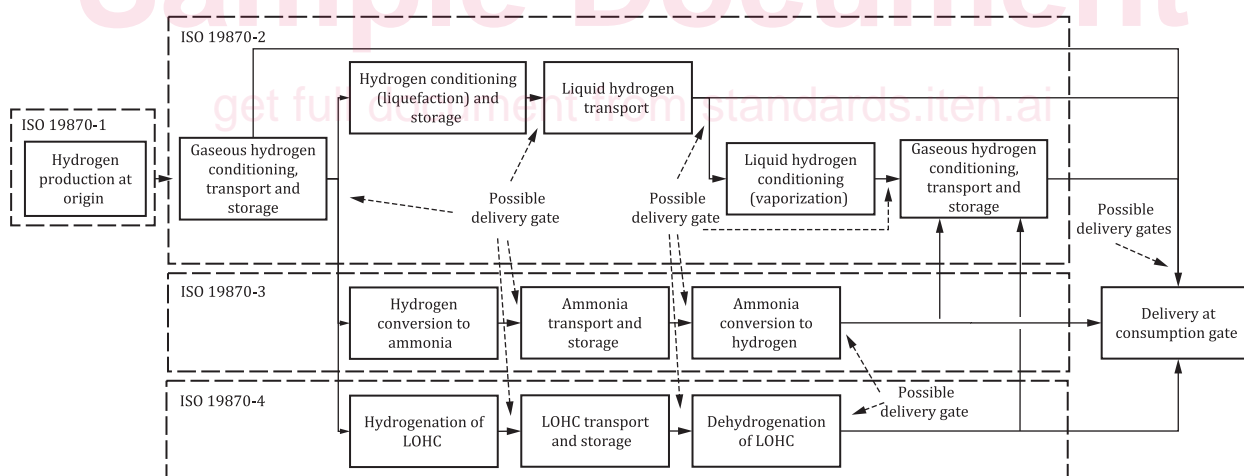 Sample Document
get full document from standards.iteh.ai
ISO 19870-2
ISO 19870-1
Hydrogen
production at
origin
Gaseous hydrogen
conditioning,
transport and
storage
Hydrogen conditioning
(liquefaction) and
storage
Liquid hydrogen
transport
Liquid hydrogen
conditioning
(vaporization)
Gaseous hydrogen
conditioning,
transport and
storage
Possible
delivery gate
Possible
delivery gate
Possible
delivery gates
ISO 19870-3
Hydrogen
conversion to
ammonia
Ammonia
transport and
storage
Ammonia
conversion to
hydrogen
Delivery at
consumption gate
Possible
delivery gate
ISO 19870-4
Hydrogenation of
LOHC
LOHC transport
and storage
Dehydrogenation
of LOHC